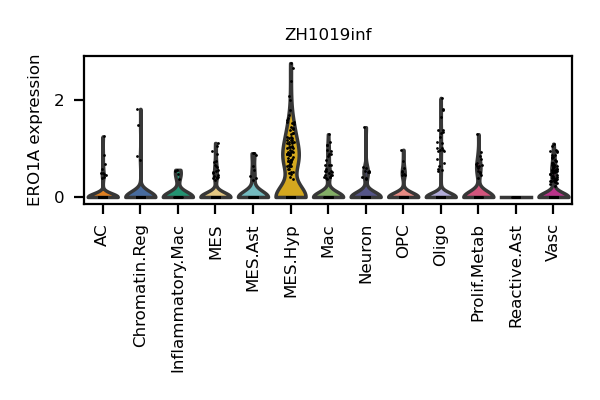 ZH1019inf
ERO1A expression
2
0
AC
Chromatin.Reg
Inflammatory.Mac
MES
MES.Ast
MES.Hyp
Mac
Neuron
OPC
Oligo
Prolif.Metab
Reactive.Ast
Vasc